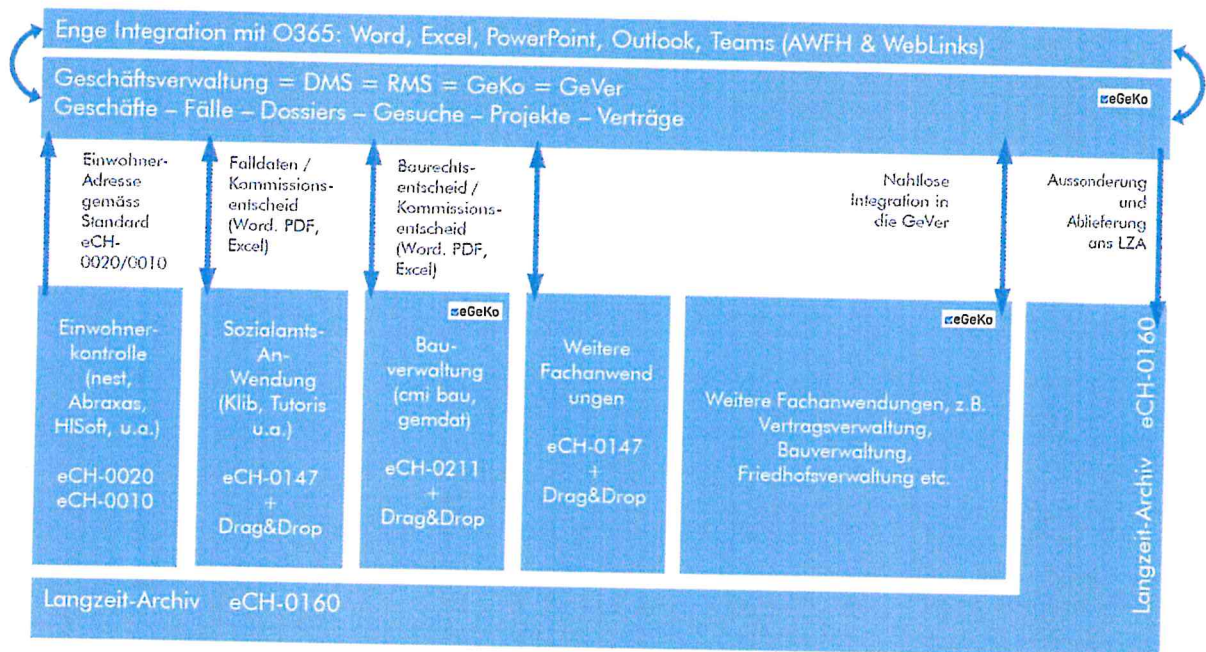 Enge Integration mit O365: Word, Excel, PowerPoint, Outlook, Teams (AWFH & WebLinks)
Geschäftsverwaltung = DMS = RMS = GeKo = GeVer
eGeKo
Geschäfte – Fälle – Dossiers – Gesuche – Projekte – Verträge
Einwohner-
Adresse
gemäss
Standard
eCH-
0020/0010
Falldaten /
Kommissions-
entscheid
(Word. PDF,
Excel)
Baurechts-
entscheid /
Kommissions-
entscheid
(Word. PDF,
Excel)
Nahtlose
Integration in
die GeVer
Aussonderung
und
Ablieferung
ans LZA
Einwohner-
kontrolle
(nest,
Abraxas,
HISoft, u.a.)
eCH-0020
eCH-0010
Sozialamts-
An-
Wendung
(Klib, Tutoris
u.a.)
eCH-0147
+
Drag&Drop
eGeKo
Bau-
verwaltung
(cmi bau,
gemdat)
eCH-0211
+
Drag&Drop
Weitere
Fachanwend
ungen
eCH-0147
+
Drag&Drop
eGeKo
Weitere Fachanwendungen, z.B.
Vertragsverwaltung,
Bauverwaltung,
Friedhofsverwaltung etc.
Langzeit-Archiv eCH-0160
Langzeit-Archiv eCH-0160